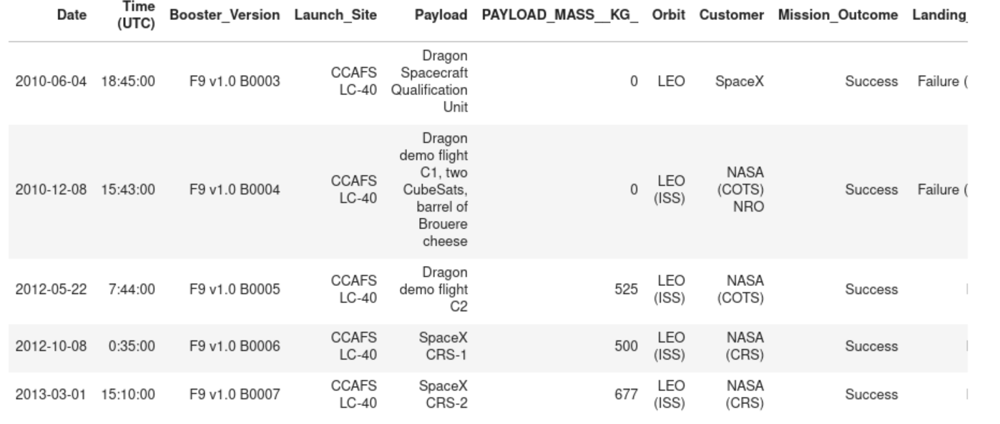 Date Time (UTC) Booster_Version Launch_Site Payload PAYLOAD_MASS__KG_ Orbit Customer Mission_Outcome Landing_
2010-06-04 18:45:00 F9 v1.0 B0003 CCAFS LC-40 Dragon Spacecraft Qualification Unit 0 LEO SpaceX Success Failure (
2010-12-08 15:43:00 F9 v1.0 B0004 CCAFS LC-40 Dragon demo flight C1, two CubeSats, barrel of Brouere cheese 0 LEO (ISS) NASA (COTS) NRO Success Failure (
2012-05-22 7:44:00 F9 v1.0 B0005 CCAFS LC-40 Dragon demo flight C2 525 LEO (ISS) NASA (COTS) Success
2012-10-08 0:35:00 F9 v1.0 B0006 CCAFS LC-40 SpaceX CRS-1 500 LEO (ISS) NASA (CRS) Success
2013-03-01 15:10:00 F9 v1.0 B0007 CCAFS LC-40 SpaceX CRS-2 677 LEO (ISS) NASA (CRS) Success